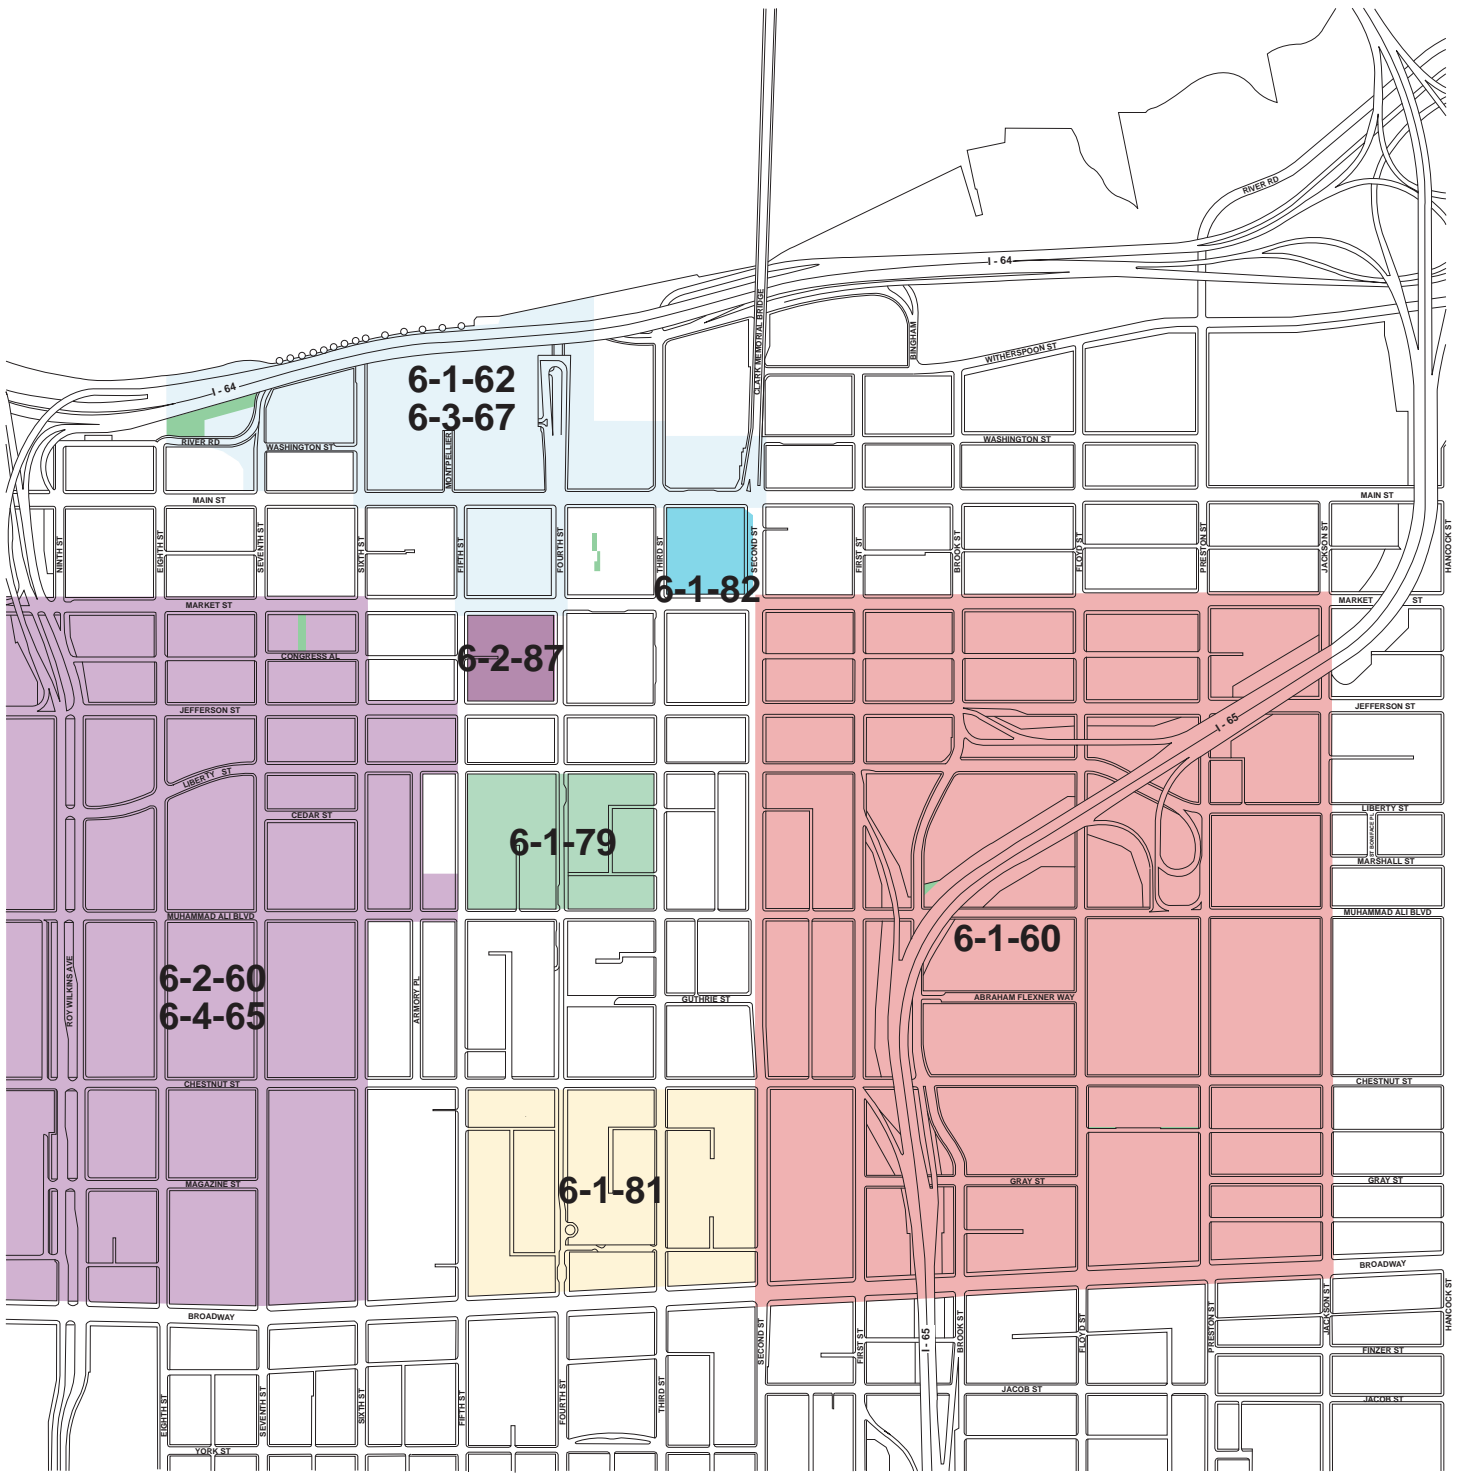 RIVER RD
I - 64
CLARK MEMORIAL BRIDGE
BINGHAM
WITHERSPOON ST
I - 64
6-1-62
6-3-67
RIVER RD
WASHINGTON ST
MONTPELLIER
WASHINGTON ST
MAIN ST
MAIN ST
NINTH ST
EIGHTH ST
SEVENTH ST
SIXTH ST
FIFTH ST
FOURTH ST
THIRD ST
SECOND ST
FIRST ST
BROOK ST
FLOYD ST
PRESTON ST
JACKSON ST
HANCOCK ST
6-1-82
MARKET ST
MARKET ST
CONGRESS AL
6-2-87
JEFFERSON ST
JEFFERSON ST
I - 65
LIBERTY ST
CEDAR ST
LIBERTY ST
ST BONIFACE PL
6-1-79
MARSHALL ST
MUHAMMAD ALI BLVD
MUHAMMAD ALI BLVD
6-1-60
ROY WILKINS AVE
6-2-60
6-4-65
ARMORY PL
GUTHRIE ST
ABRAHAM FLEXNER WAY
CHESTNUT ST
CHESTNUT ST
MAGAZINE ST
6-1-81
GRAY ST
GRAY ST
BROADWAY
BROADWAY
SECOND ST
FIRST ST
I - 65
BROOK ST
FLOYD ST
PRESTON ST
JACKSON ST
HANCOCK ST
FINZER ST
EIGHTH ST
SEVENTH ST
SIXTH ST
FIFTH ST
FOURTH ST
THIRD ST
JACOB ST
JACOB ST
YORK ST